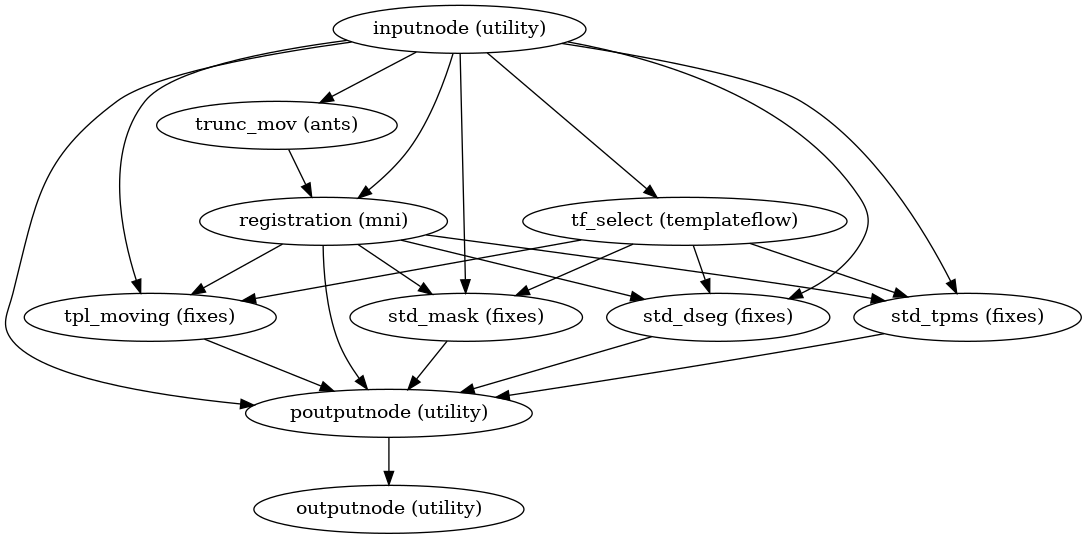 inputnode (utility)
trunc_mov (ants)
registration (mni)
tf_select (templateflow)
tpl_moving (fixes)
std_mask (fixes)
std_dseg (fixes)
std_tpms (fixes)
poutputnode (utility)
outputnode (utility)